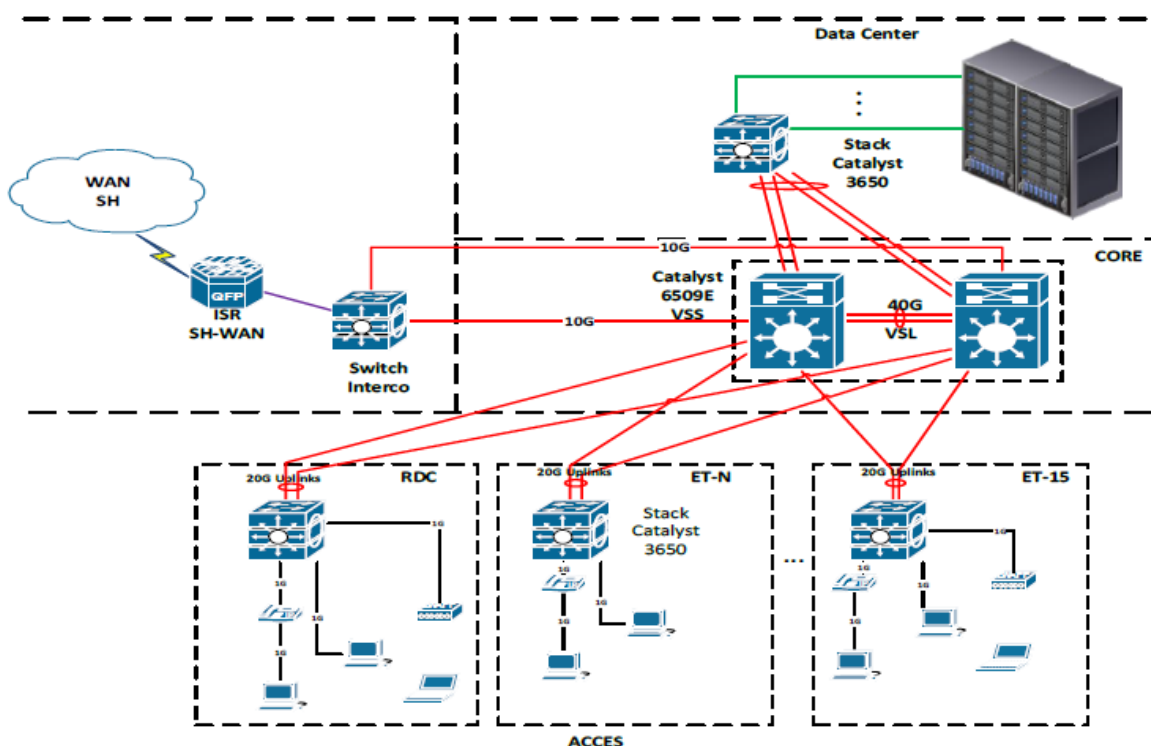 Data Center
Stack
Catalyst
3650
WAN
SH
QFP
ISR
SH-WAN
Switch
Interco
10G
10G
CORE
Catalyst
6509E
VSS
40G
VSL
20G Uplinks
RDC
1G
1G
1G
1G
20G Uplinks
ET-N
Stack
Catalyst
3650
1G
1G
1G
...
20G Uplinks
ET-15
1G
1G
1G
1G
?
?
?
?
?
?
ACCES